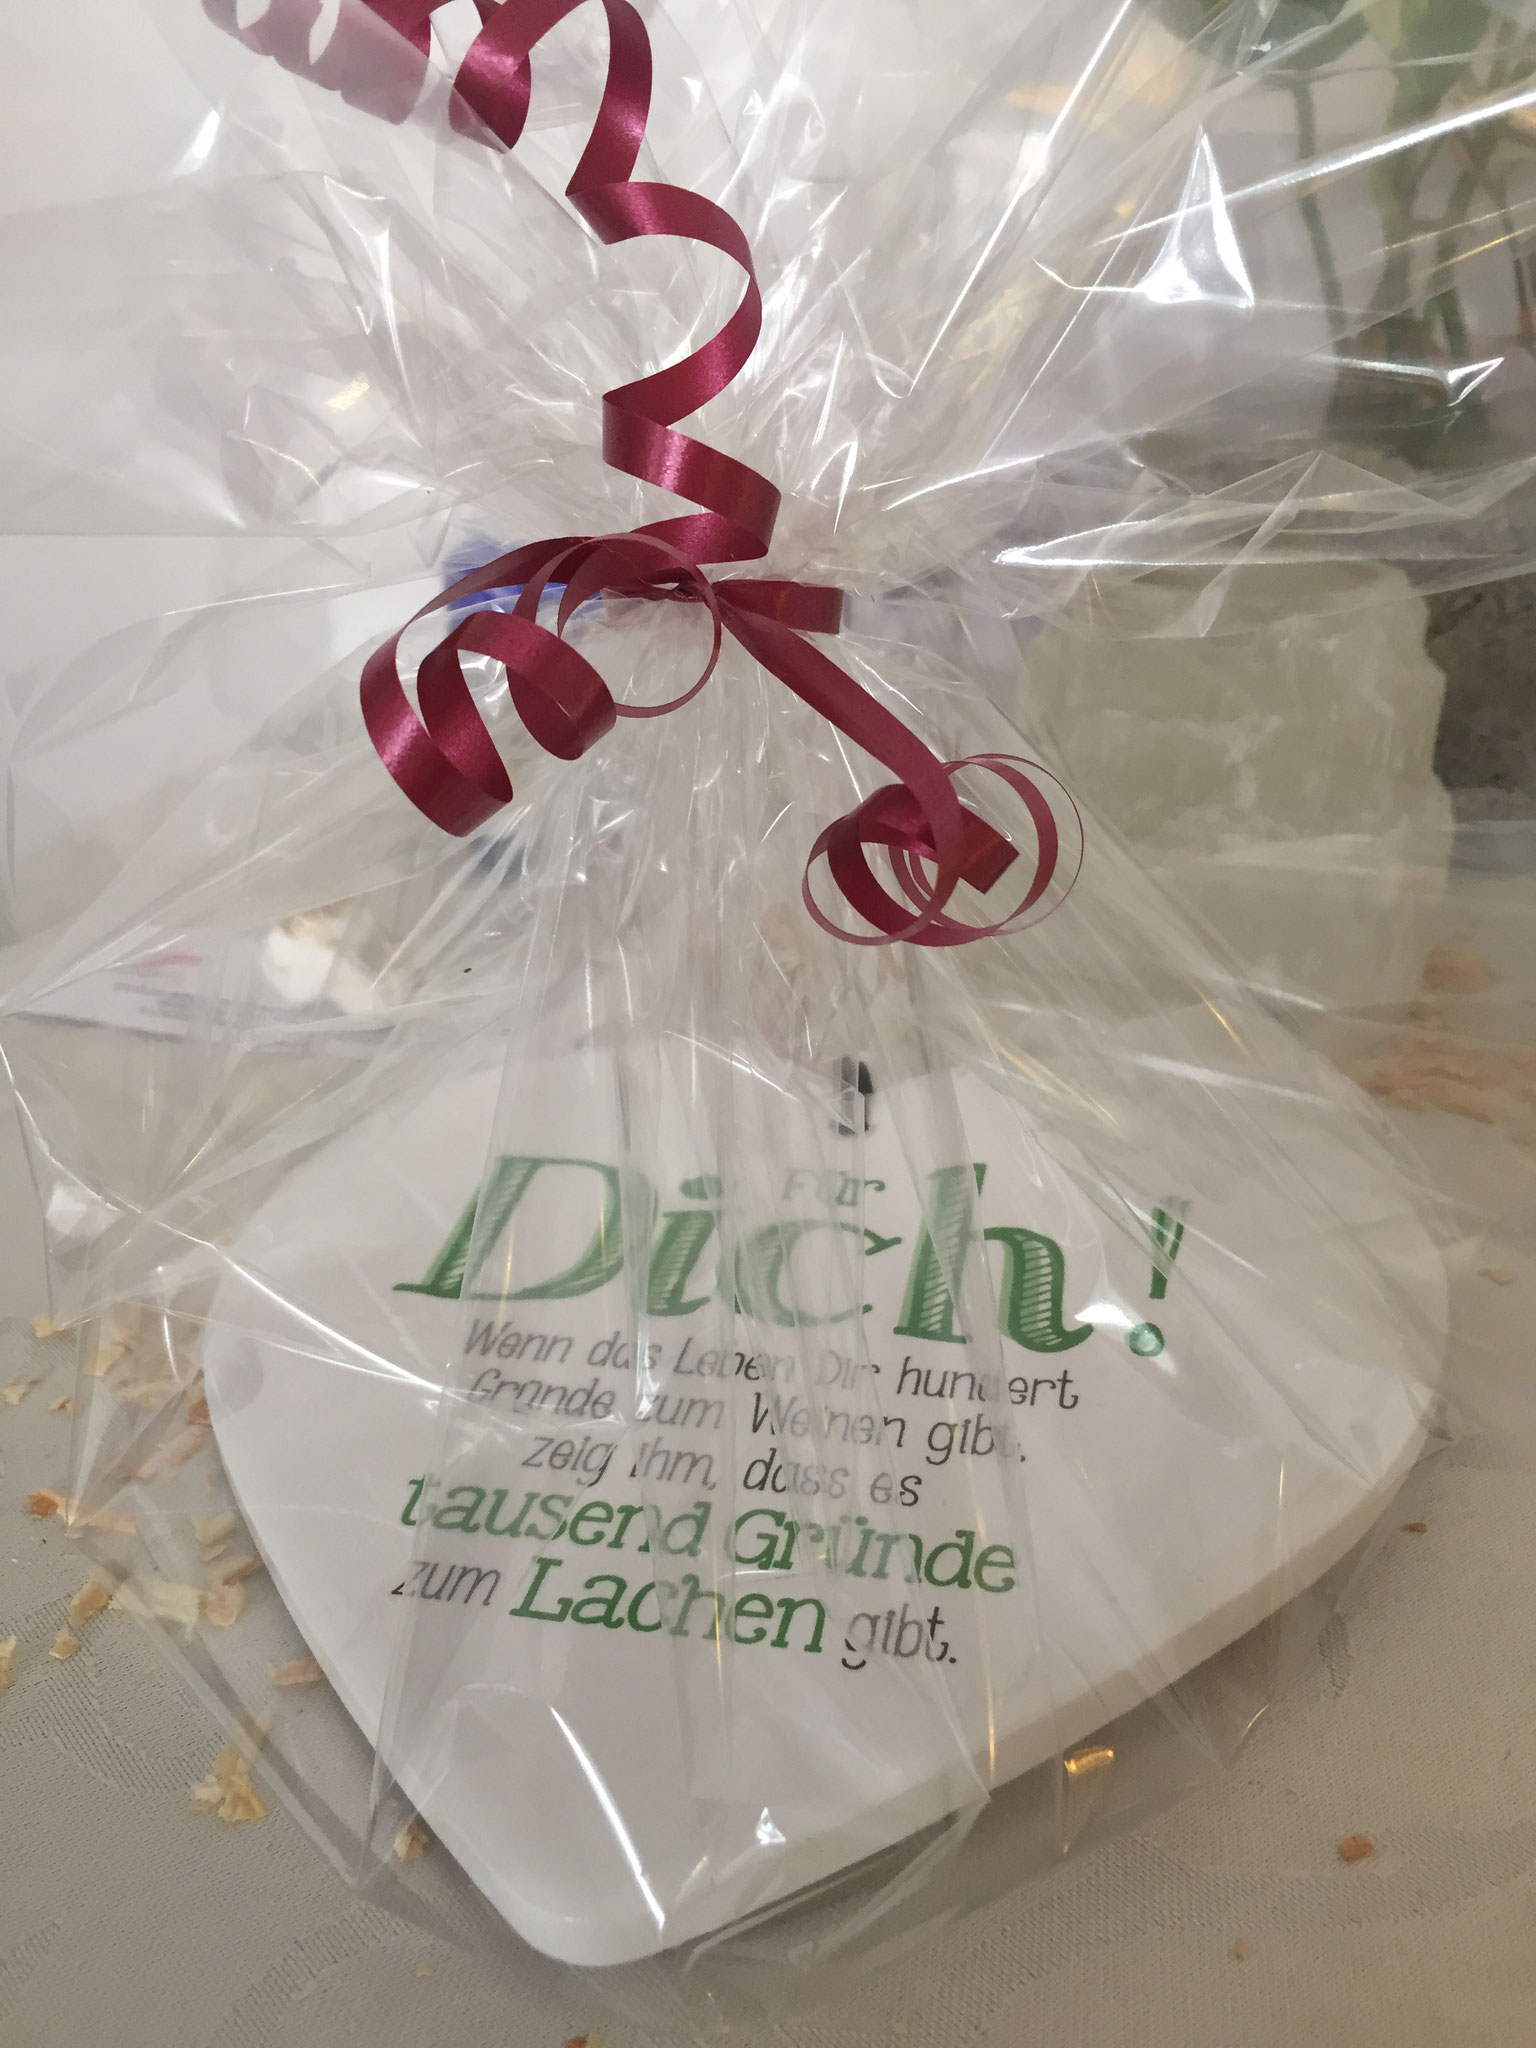 Für
Dich!
Wenn das Leben Dir hundert
Gründe zum Weinen gibt,
zeig ihm, dass es
tausend Gründe
zum Lachen gibt.